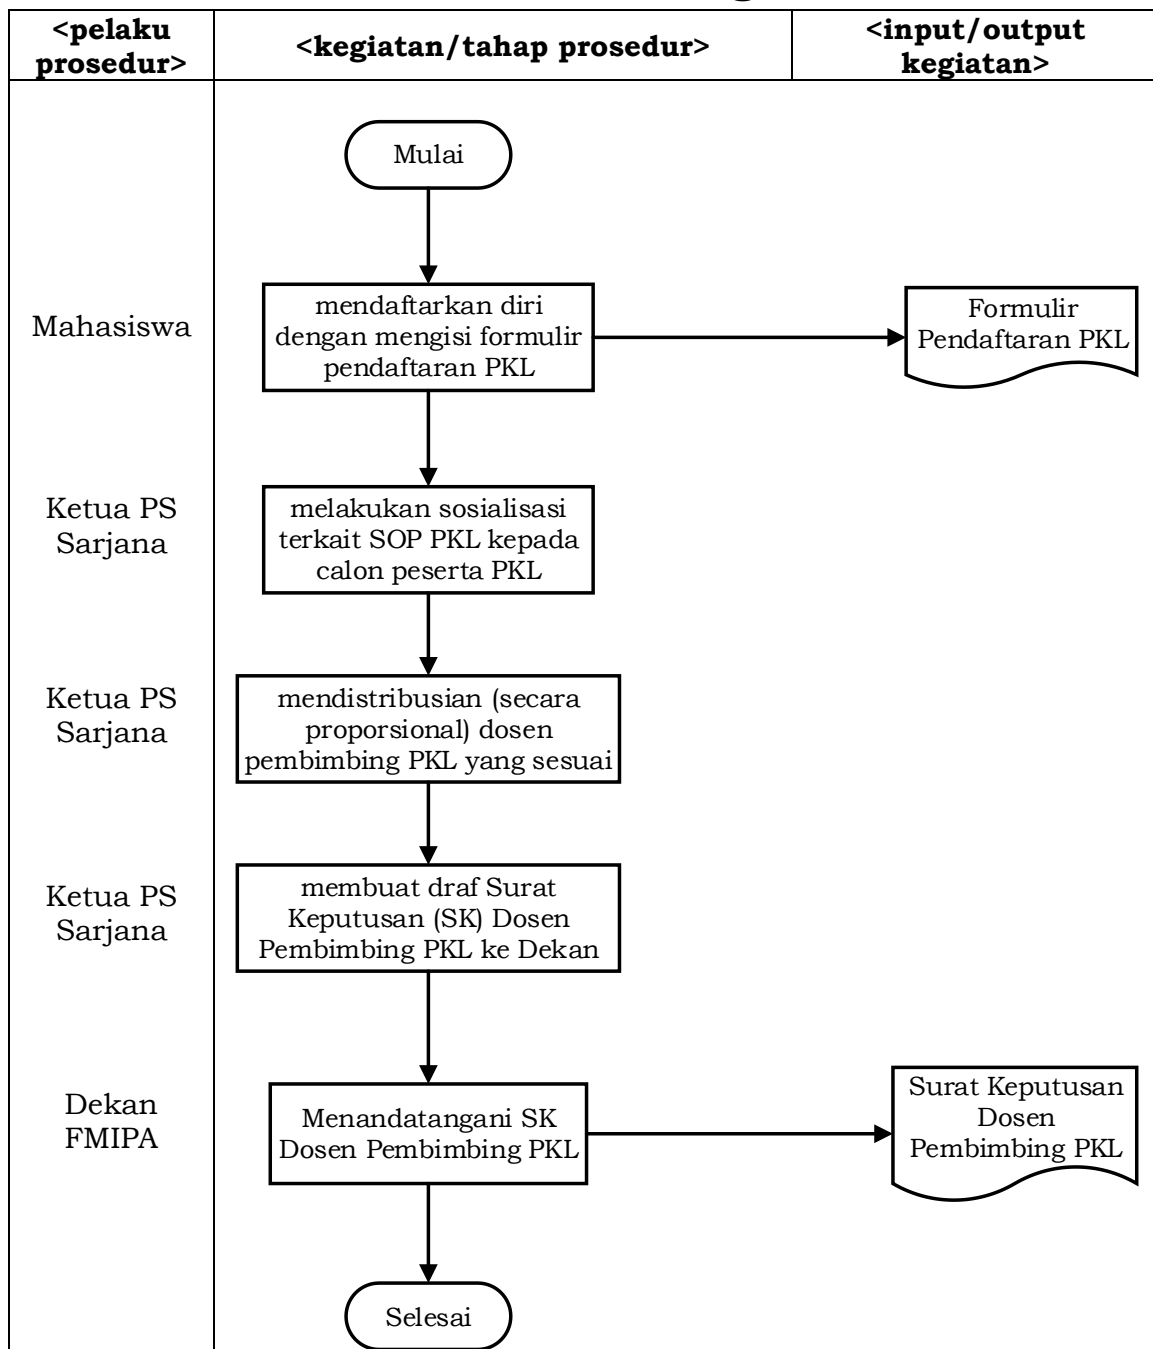 <pelaku
prosedur>
<kegiatan/tahap prosedur>
<input/output
kegiatan>
Mulai
Mahasiswa
mendaftarkan diri
dengan mengisi formulir
pendaftaran PKL
Formulir
Pendaftaran PKL
Ketua PS
Sarjana
melakukan sosialisasi
terkait SOP PKL kepada
calon peserta PKL
Ketua PS
Sarjana
mendistribusian (secara
proporsional) dosen
pembimbing PKL yang sesuai
Ketua PS
Sarjana
membuat draf Surat
Keputusan (SK) Dosen
Pembimbing PKL ke Dekan
Dekan
FMIPA
Menandatangani SK
Dosen Pembimbing PKL
Surat Keputusan
Dosen
Pembimbing PKL
Selesai